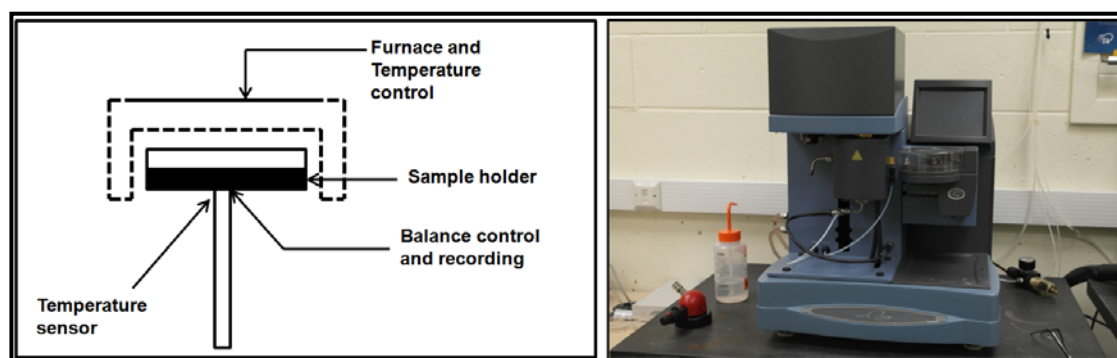 Furnace and
Temperature
control
Sample holder
Balance control
and recording
Temperature
sensor